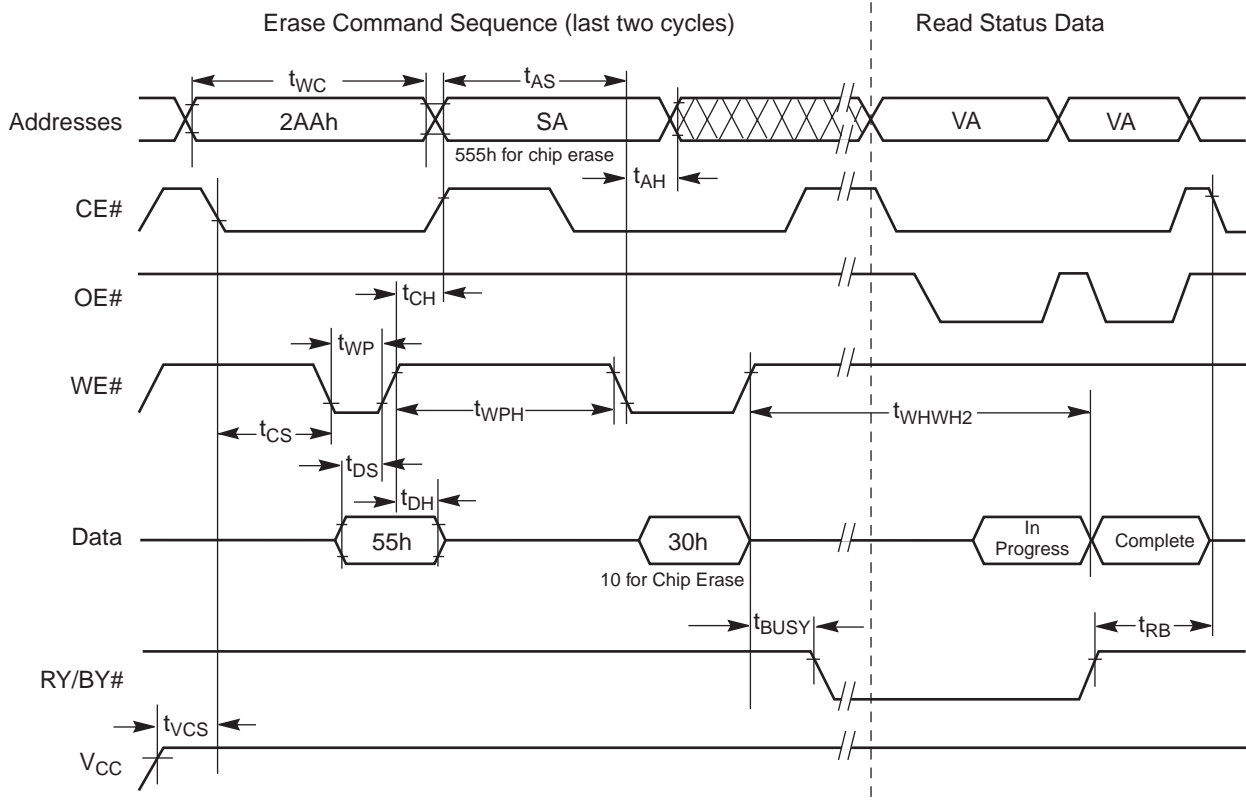 Erase Command Sequence (last two cycles) Read Status Data
tWC tAS
Addresses 2AAh SA VA VA
555h for chip erase
tAH
CE#
OE# tCH
tWP
WE#
tWPH tWHWH2
tCS
tDS
tDH
Data 55h 30h In Progress Complete
10 for Chip Erase
tBUSY tRB
RY/BY#
tVCS
VCC